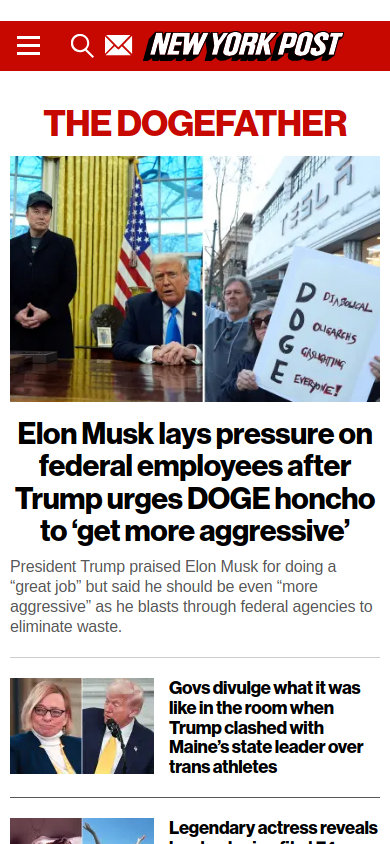 NEW YORK POST
THE DOGEFATHER
TESLA
DIABOLICAL
OLIGARCHS
GASLIGHTING
EVERYONE!
Elon Musk lays pressure on
federal employees after
Trump urges DOGE honcho
to ‘get more aggressive’
President Trump praised Elon Musk for doing a
“great job” but said he should be even “more
aggressive” as he blasts through federal agencies to
eliminate waste.
Govs divulge what it was
like in the room when
Trump clashed with
Maine’s state leader over
trans athletes
Legendary actress reveals